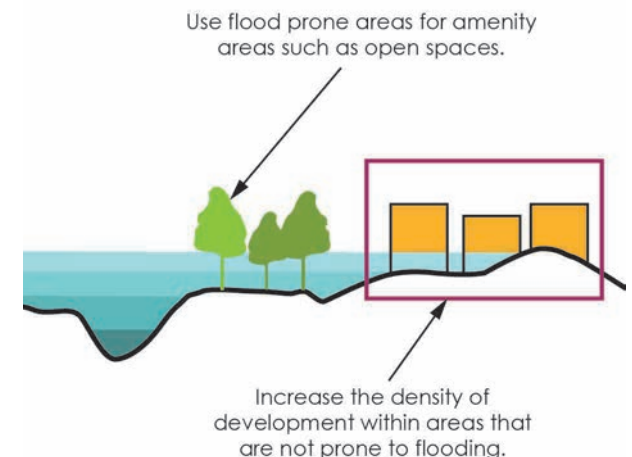 Use flood prone areas for amenity
areas such as open spaces.
Increase the density of
development within areas that
are not prone to flooding.